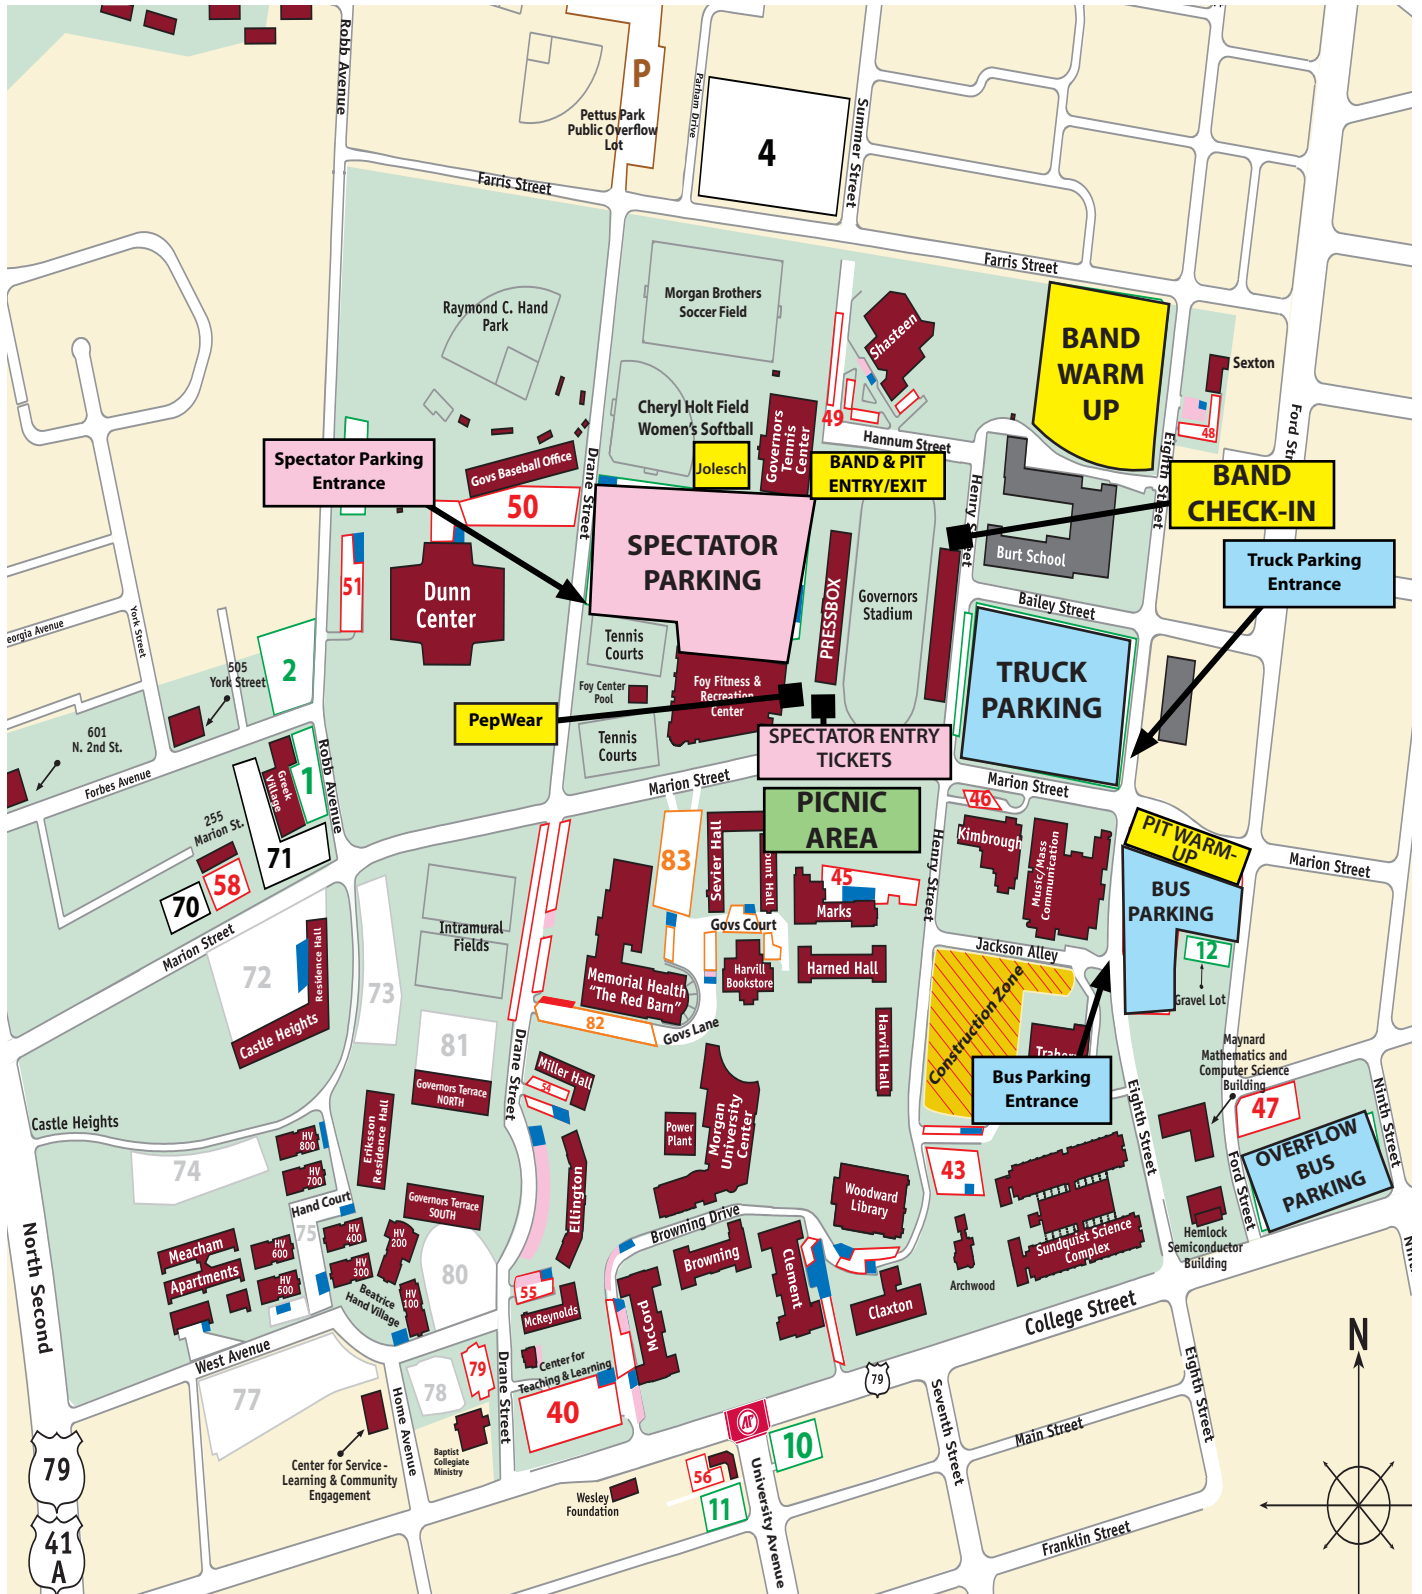 Robb Avenue
P
Pettus Park
Public Overflow
Lot
Parham Drive
4
Summer Street
Farris Street
Farris Street
Raymond C. Hand
Park
Morgan Brothers
Soccer Field
Shasteen
BAND
WARM
UP
Sexton
48
Ford
Cheryl Holt Field
Women's Softball
Governors
Tennis
Center
49
Hannum Street
Spectator Parking
Entrance
Govs Baseball Office
Drane Street
Jolesch
BAND & PIT
ENTRY/EXIT
Henry Street
Eighth Street
BAND
CHECK-IN
50
51
Dunn
Center
SPECTATOR
PARKING
PRESSBOX
Governors
Stadium
Burt School
Truck Parking
Entrance
Bailey Street
York Street
2
505
York Street
Tennis
Courts
Foy Center
Pool
Foy Fitness &
Recreation
Center
TRUCK
PARKING
PepWear
601
N. 2nd St.
Forbes Avenue
Tennis
Courts
SPECTATOR ENTRY
TICKETS
Marion Street
Marion Street
Greek
Village
1
Robb Avenue
255
Marion St.
71
58
70
PICNIC
AREA
46
Kimbrough
Music/Mass
Communication
PIT WARM-
UP
BUS
PARKING
Marion Street
83
Sevier Hall
45
Marks
Henry Street
Marion Street
72
Residence Hall
Castle Heights
73
Intramural
Fields
Govs Court
Harvill
Bookstore
Harned Hall
Jackson Alley
12
Gravel Lot
Memorial Health
"The Red Barn"
82
Govs Lane
Construction Zone
Harvill Hall
81
Governors Terrace
NORTH
Drane Street
Miller Hall
54
Bus Parking
Entrance
Maynard
Mathematics and
Computer Science
Building
Eighth Street
47
Ninth Street
Castle Heights
HV
800
HV
700
Eriksson
Residence Hall
Power
Plant
Morgan
University
Center
OVERFLOW
BUS
PARKING
74
Hand Court
Governors Terrace
SOUTH
Ellington
Woodward
Library
43
Ford Street
75
HV
400
HV
200
HV
600
HV
300
HV
500
HV
100
Meacham
Apartments
Beatrice
Hand Village
80
Browning Drive
Browning
Clement
Archwood
Sundquist Science
Complex
Hemlock
Semiconductor
Building
North Second
55
McReynolds
McCord
Claxton
College Street
West Avenue
77
78
79
Center for
Teaching & Learning
40
79
N
Home Avenue
Drane Street
Baptist
Collegiate
Ministry
Center for Service -
Learning & Community
Engagement
79
41
A
Wesley
Foundation
56
11
10
University Avenue
Seventh Street
Main Street
Eighth Street
Franklin Street